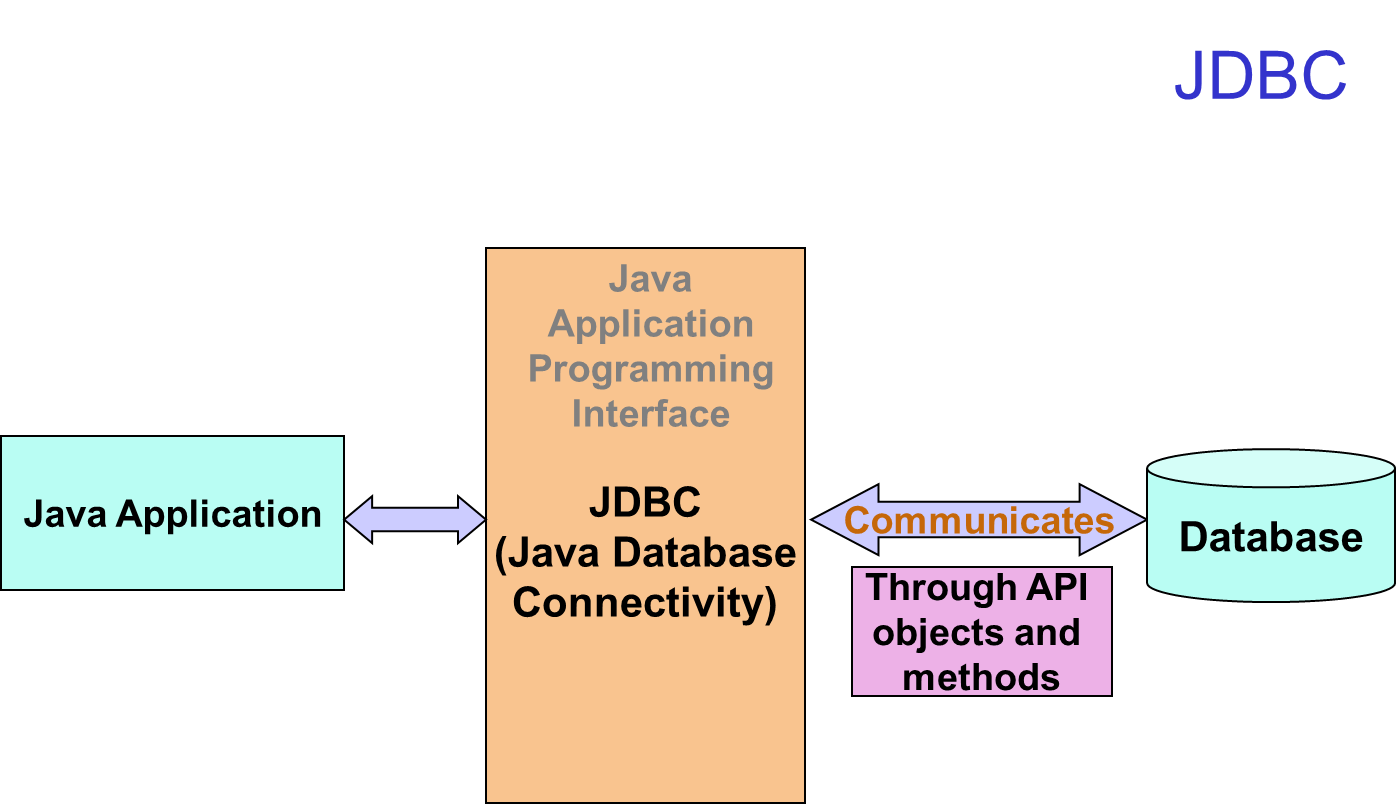 JDBC
Java
Application
Programming
Interface
Java Application
JDBC
(Java Database
Connectivity)
Communicates
Database
Through API
objects and
methods